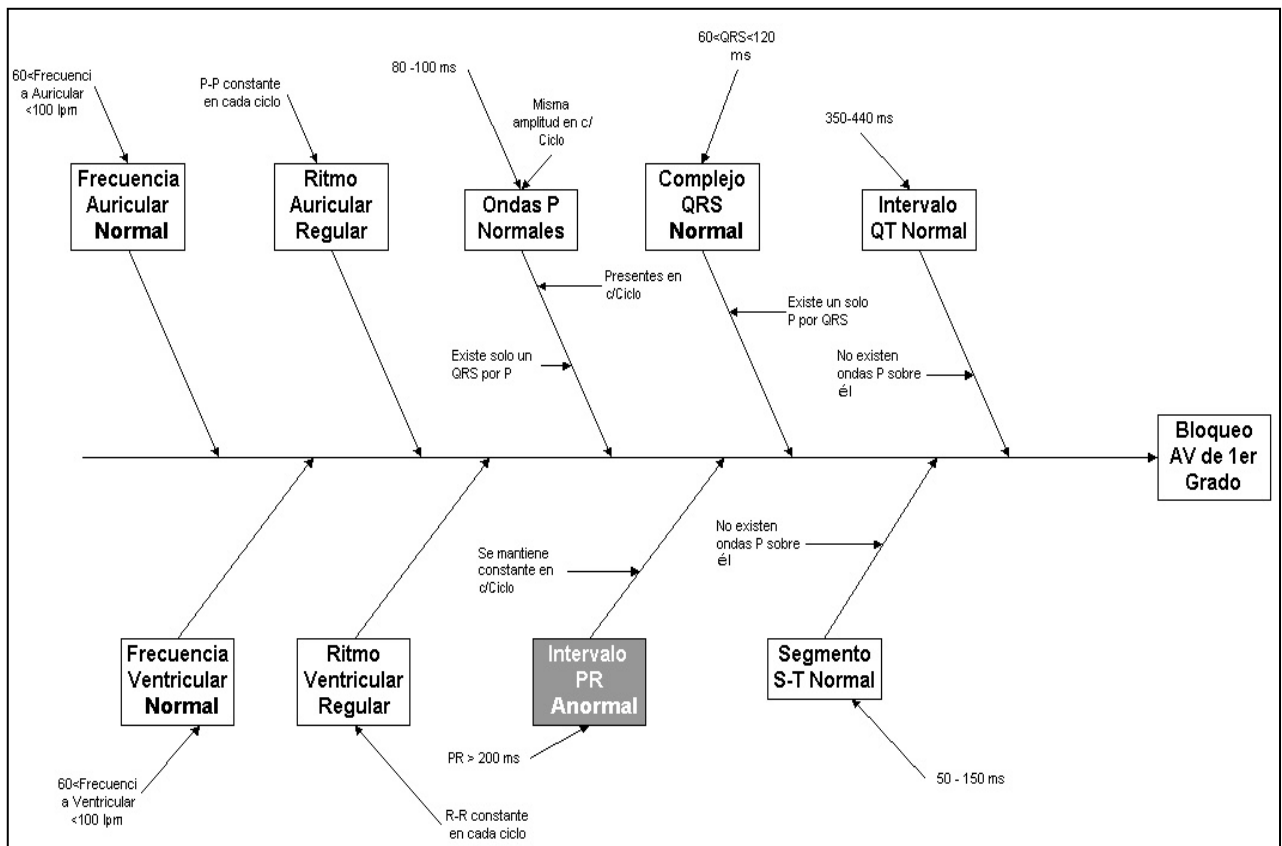 60<Frecuenci
a Auricular
<100 lpm
P-P constante
en cada ciclo
80 -100 ms
Misma
amplitud en c/
Ciclo
60<QRS<120
ms
350-440 ms
Frecuencia
Auricular
Normal
Ritmo
Auricular
Regular
Ondas P
Normales
Complejo
QRS
Normal
Intervalo
QT Normal
Presentes en
c/Ciclo
Existe solo un
QRS por P
Existe un solo
P por QRS
No existen
ondas P sobre
él
Bloqueo
AV de 1er
Grado
Se mantiene
constante en
c/Ciclo
No existen
ondas P sobre
él
Frecuencia
Ventricular
Normal
Ritmo
Ventricular
Regular
Intervalo
PR
Anormal
Segmento
S-T Normal
60<Frecuenci
a Ventricular
<100 lpm
R-R constante
en cada ciclo
PR > 200 ms
50 - 150 ms